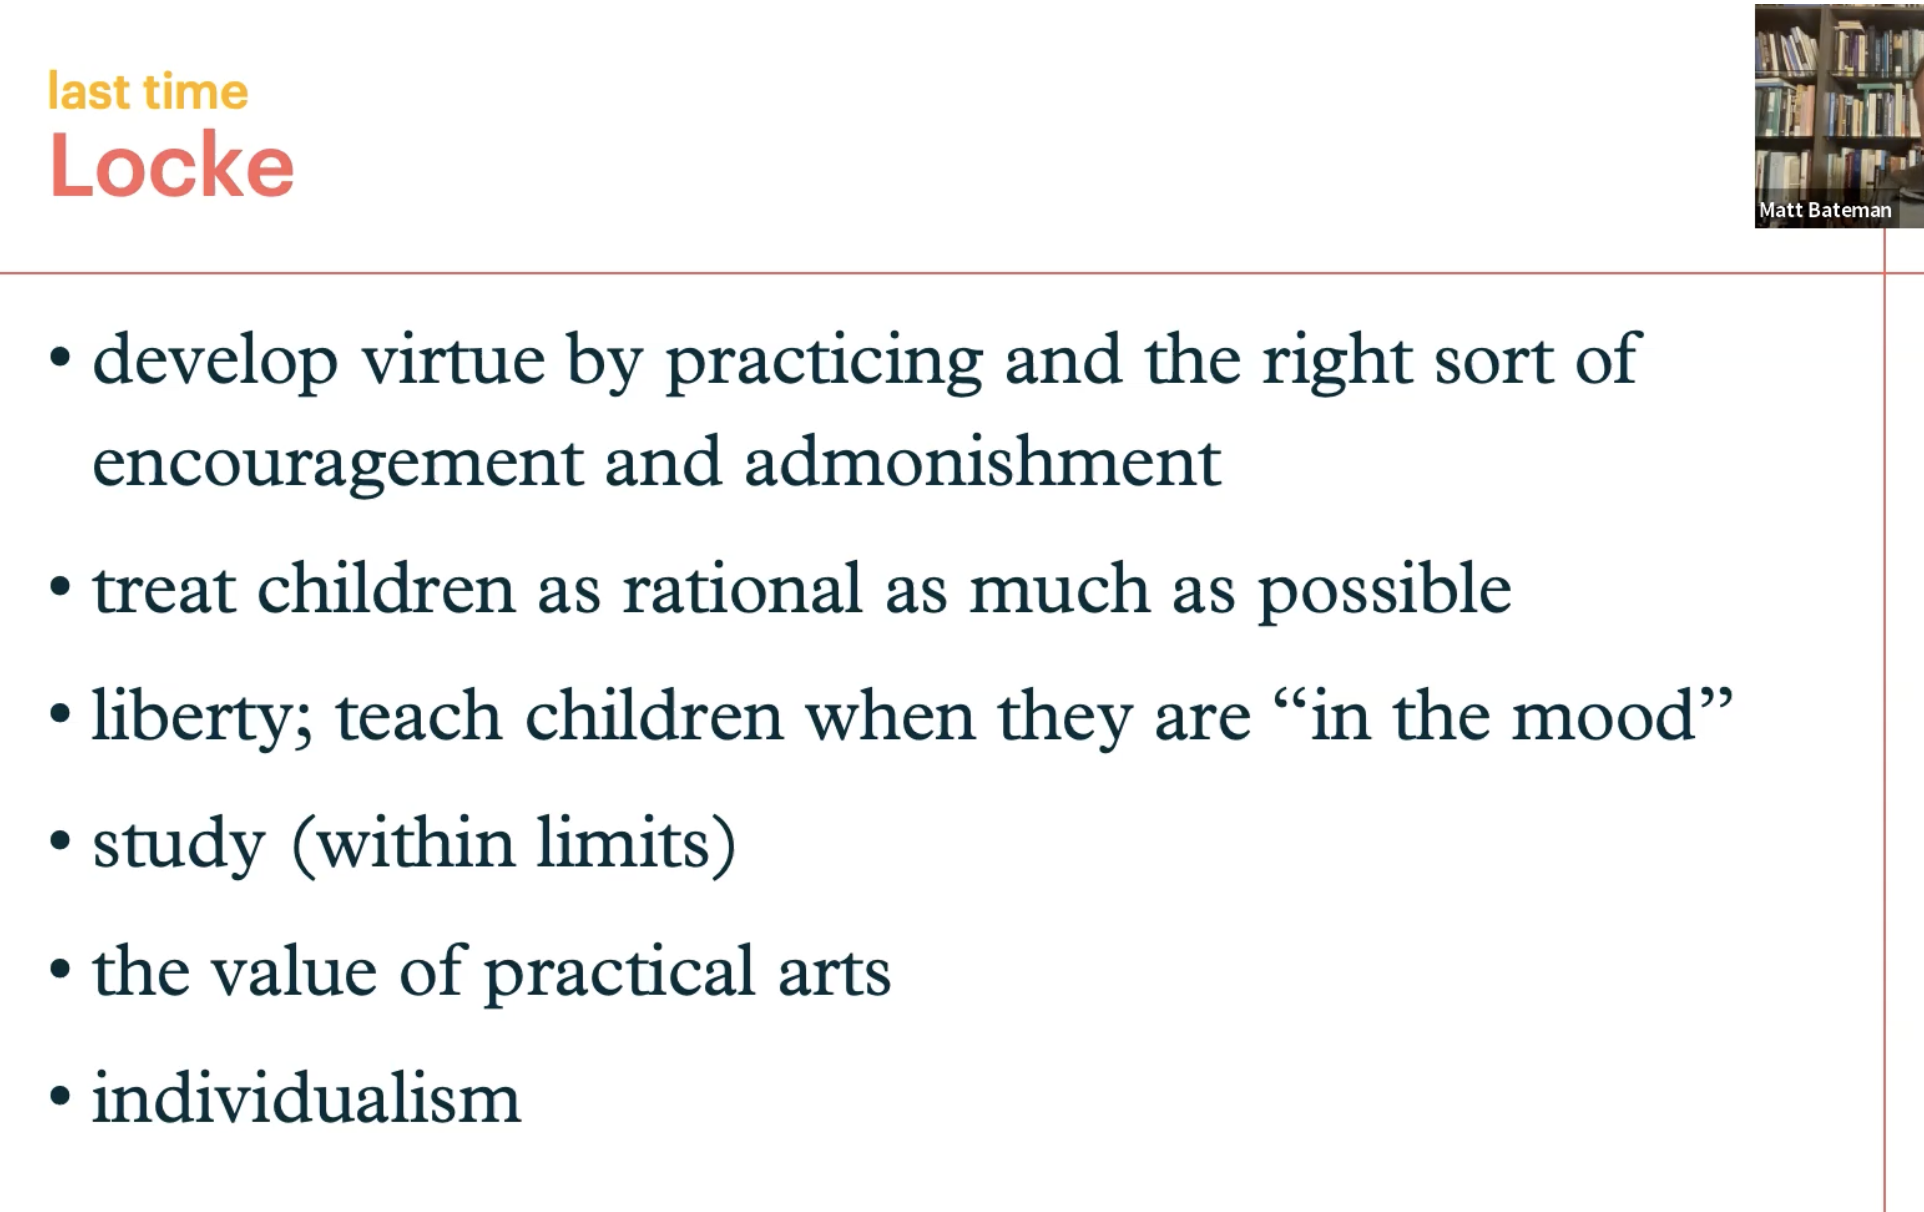 last time
Locke
Matt Bateman
• develop virtue by practicing and the right sort of
encouragement and admonishment
• treat children as rational as much as possible
• liberty; teach children when they are “in the mood”
• study (within limits)
• the value of practical arts
• individualism